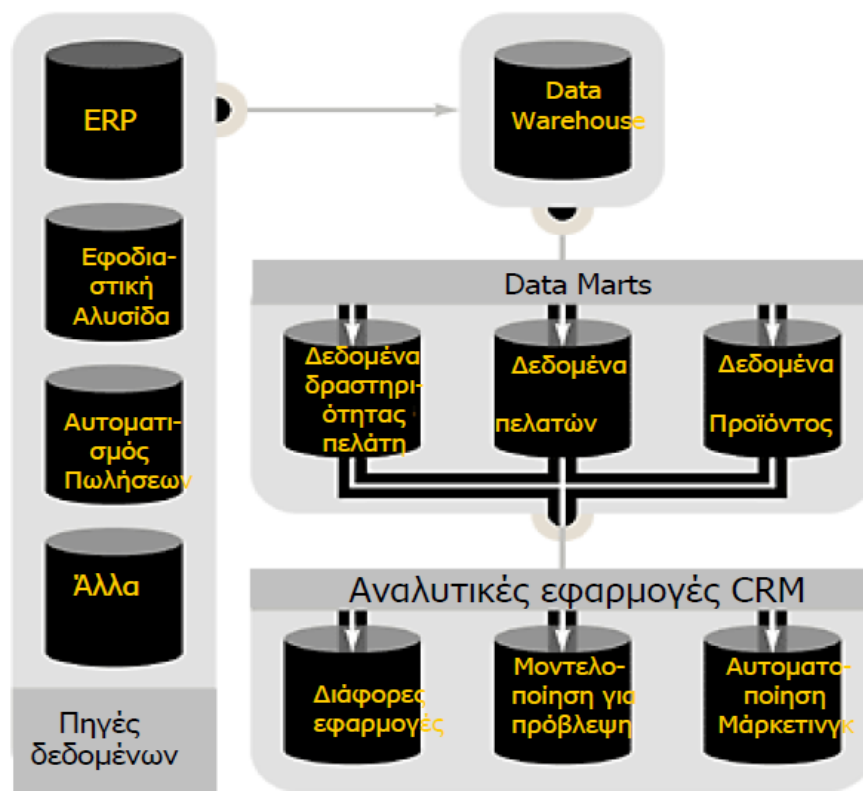 ERP
Εφοδια-
στική
Αλυσίδα
Αυτοματι-
σμός
Πωλήσεων
Άλλα
Πηγές
δεδομένων
Data
Warehouse
Data Marts
Δεδομένα
δραστηρι-
ότητας
πελάτη
Δεδομένα
πελατών
Δεδομένα
Προϊόντος
Αναλυτικές εφαρμογές CRM
Διάφορες
εφαρμογές
Μοντελο-
ποίηση για
πρόβλεψη
Αυτοματο-
ποίηση
Μάρκετινγκ